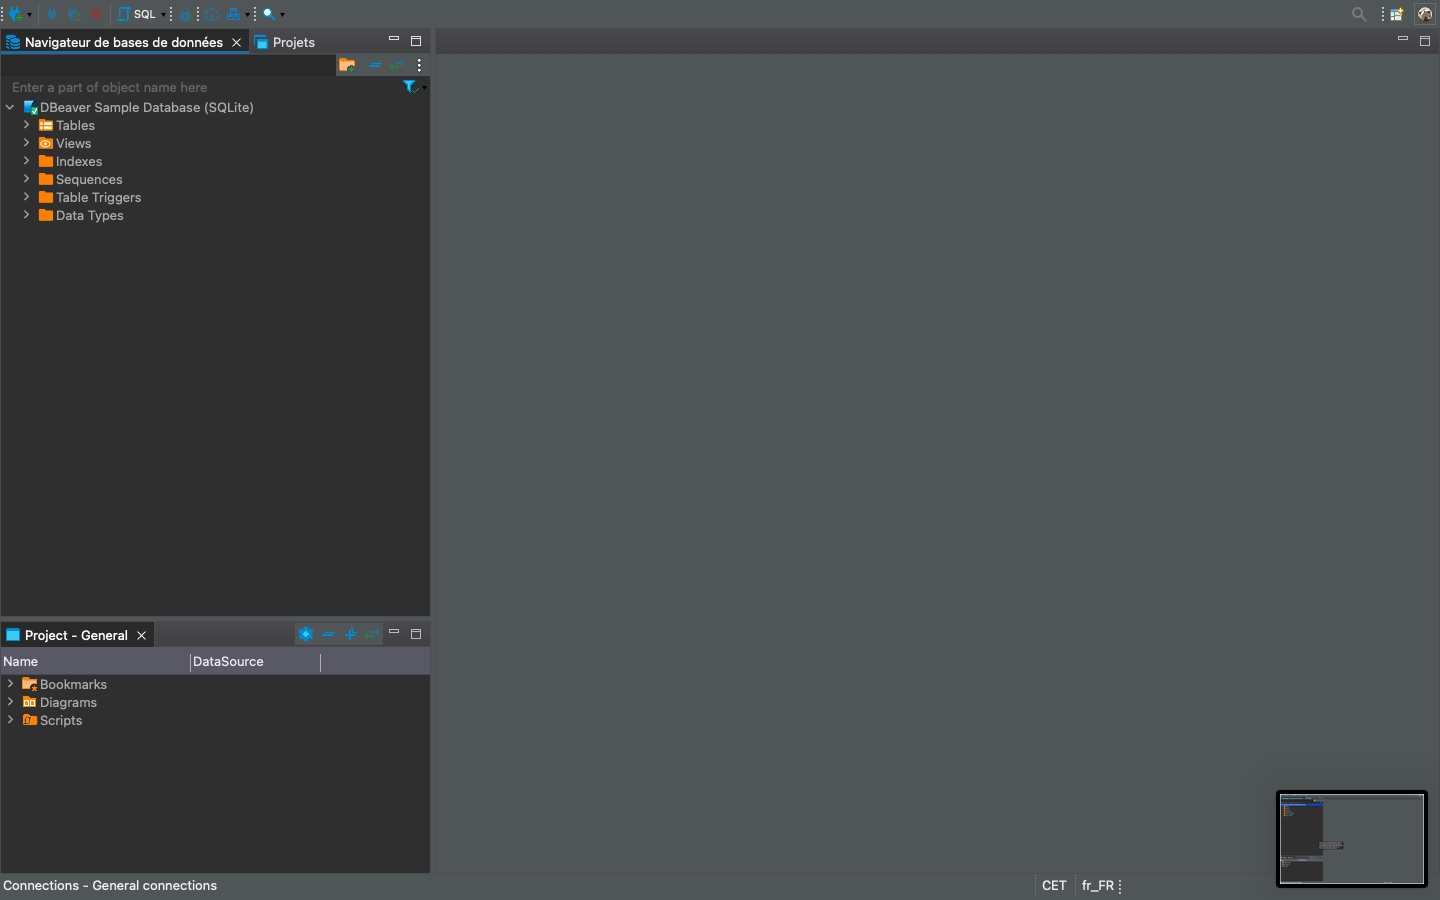 SQL
Navigateur de bases de données
Projets
Enter a part of object name here
DBeaver Sample Database (SQLite)
Tables
Views
Indexes
Sequences
Table Triggers
Data Types
Project - General
Name DataSource
Bookmarks
Diagrams
Scripts
Connections - General connections
CET
fr_FR